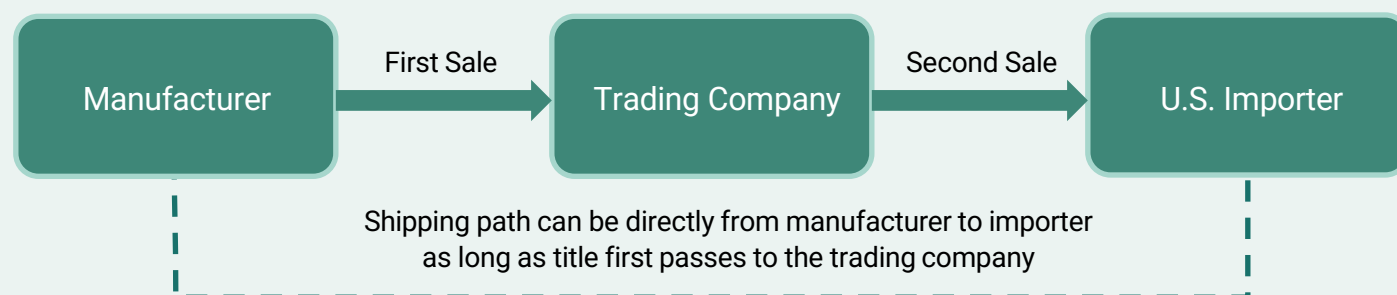 First Sale
Second Sale
Manufacturer
Trading Company
U.S. Importer
Shipping path can be directly from manufacturer to importer
as long as title first passes to the trading company